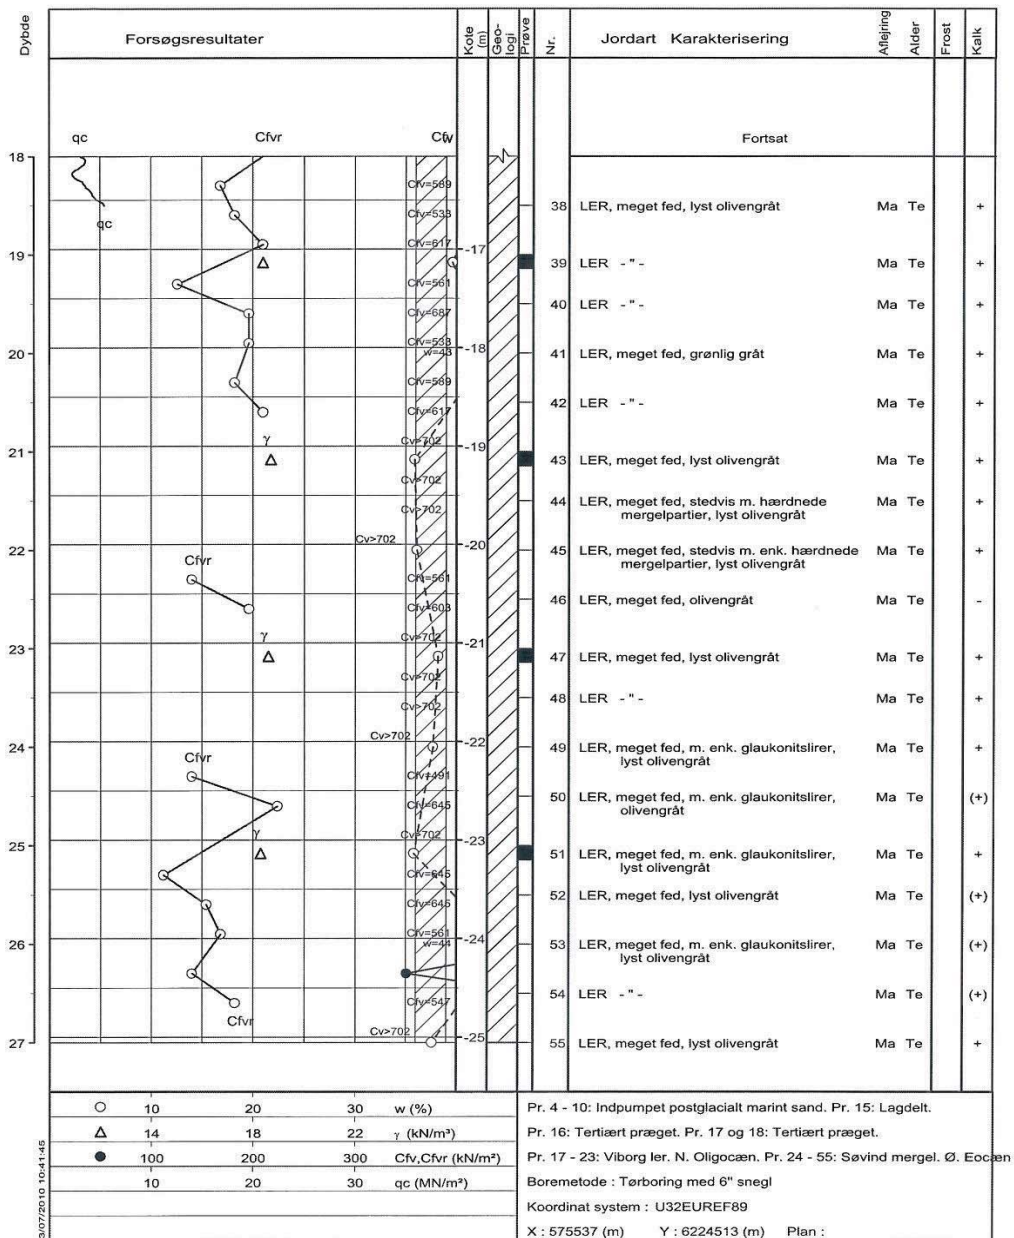 Dybde Forsøgsresultater Kote (m) Geo-logi Prøve Nr. Jordart Karakterisering Aflejring Alder Frost Kalk
qc Cfvr Cfv w Fortsat
18
Cfv=589
38 LER, meget fed, lyst olivengråt Ma Te +
Cfv=533
qc
Cfv=617 -17
19 39 LER - " - Ma Te +
Cfv=561
40 LER - " - Ma Te +
Cfv=687
Cfv=533 -18
20 w=43 41 LER, meget fed, grønlig gråt Ma Te +
Cfv=589
42 LER - " - Ma Te +
Cfv=617
γ Cv>702 -19
21 43 LER, meget fed, lyst olivengråt Ma Te +
Cv>702
44 LER, meget fed, stedvis m. hærdnede Ma Te +
Cv>702 mergelpartier, lyst olivengråt
Cv>702 -20
22 45 LER, meget fed, stedvis m. enk. hærdnede Ma Te +
Cfvr mergelpartier, lyst olivengråt
Cfv=561
46 LER, meget fed, olivengråt Ma Te -
Cfv=603
γ Cv>702 -21
23 47 LER, meget fed, lyst olivengråt Ma Te +
Cv>702
48 LER - " - Ma Te +
Cv>702
Cv>702 -22
24 49 LER, meget fed, m. enk. glaukonitslirer, Ma Te +
Cfvr lyst olivengråt
Cfv=491
50 LER, meget fed, m. enk. glaukonitslirer, Ma Te (+)
Cfv=645 olivengråt
γ Cv>702 -23
25 51 LER, meget fed, m. enk. glaukonitslirer, Ma Te +
Cfv=645 lyst olivengråt
52 LER, meget fed, lyst olivengråt Ma Te (+)
Cfv=645
Cfv=561 -24
26 w=44 53 LER, meget fed, m. enk. glaukonitslirer, Ma Te (+)
lyst olivengråt
54 LER - " - Ma Te (+)
Cfv=547
Cfvr
Cv>702 -25
27 55 LER, meget fed, lyst olivengråt Ma Te +
10 20 30 w (%)
14 18 22 γ (kN/m³)
100 200 300 Cfv,Cfvr (kN/m²)
10 20 30 qc (MN/m²)
3/07/2010 10:41:45
Pr. 4 - 10: Indpumpet postglacialt marint sand. Pr. 15: Lagdelt.
Pr. 16: Tertiært præget. Pr. 17 og 18: Tertiært præget.
Pr. 17 - 23: Viborg ler. N. Oligocæn. Pr. 24 - 55: Søvind mergel. Ø. Eocæen
Boremetode : Tørboring med 6" snegl
Koordinat system : U32EUREF89
X : 575537 (m) Y : 6224513 (m) Plan :